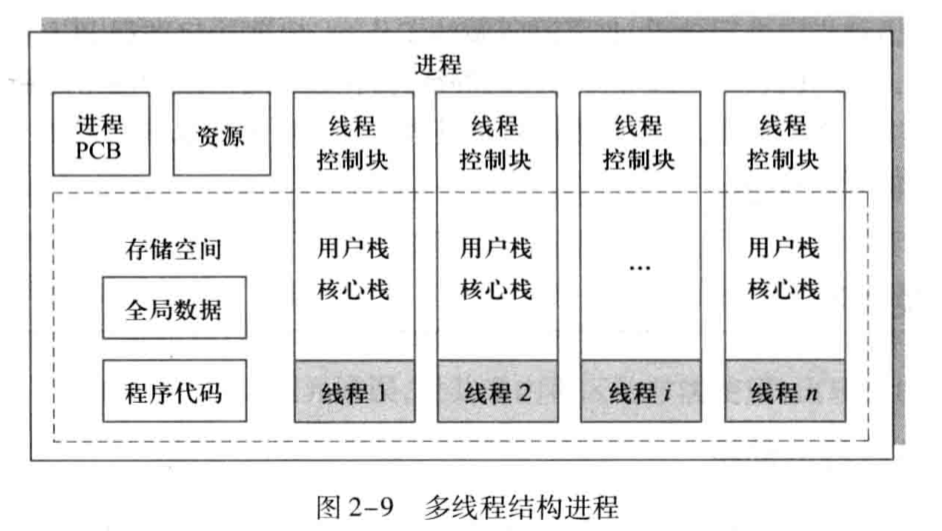 进程
进程
PCB
资源
线程
控制块
线程
控制块
线程
控制块
线程
控制块
存储空间
全局数据
程序代码
用户栈
核心栈
线程 1
用户栈
核心栈
线程 2
…
线程 i
用户栈
核心栈
线程 n
图 2-9 多线程结构进程